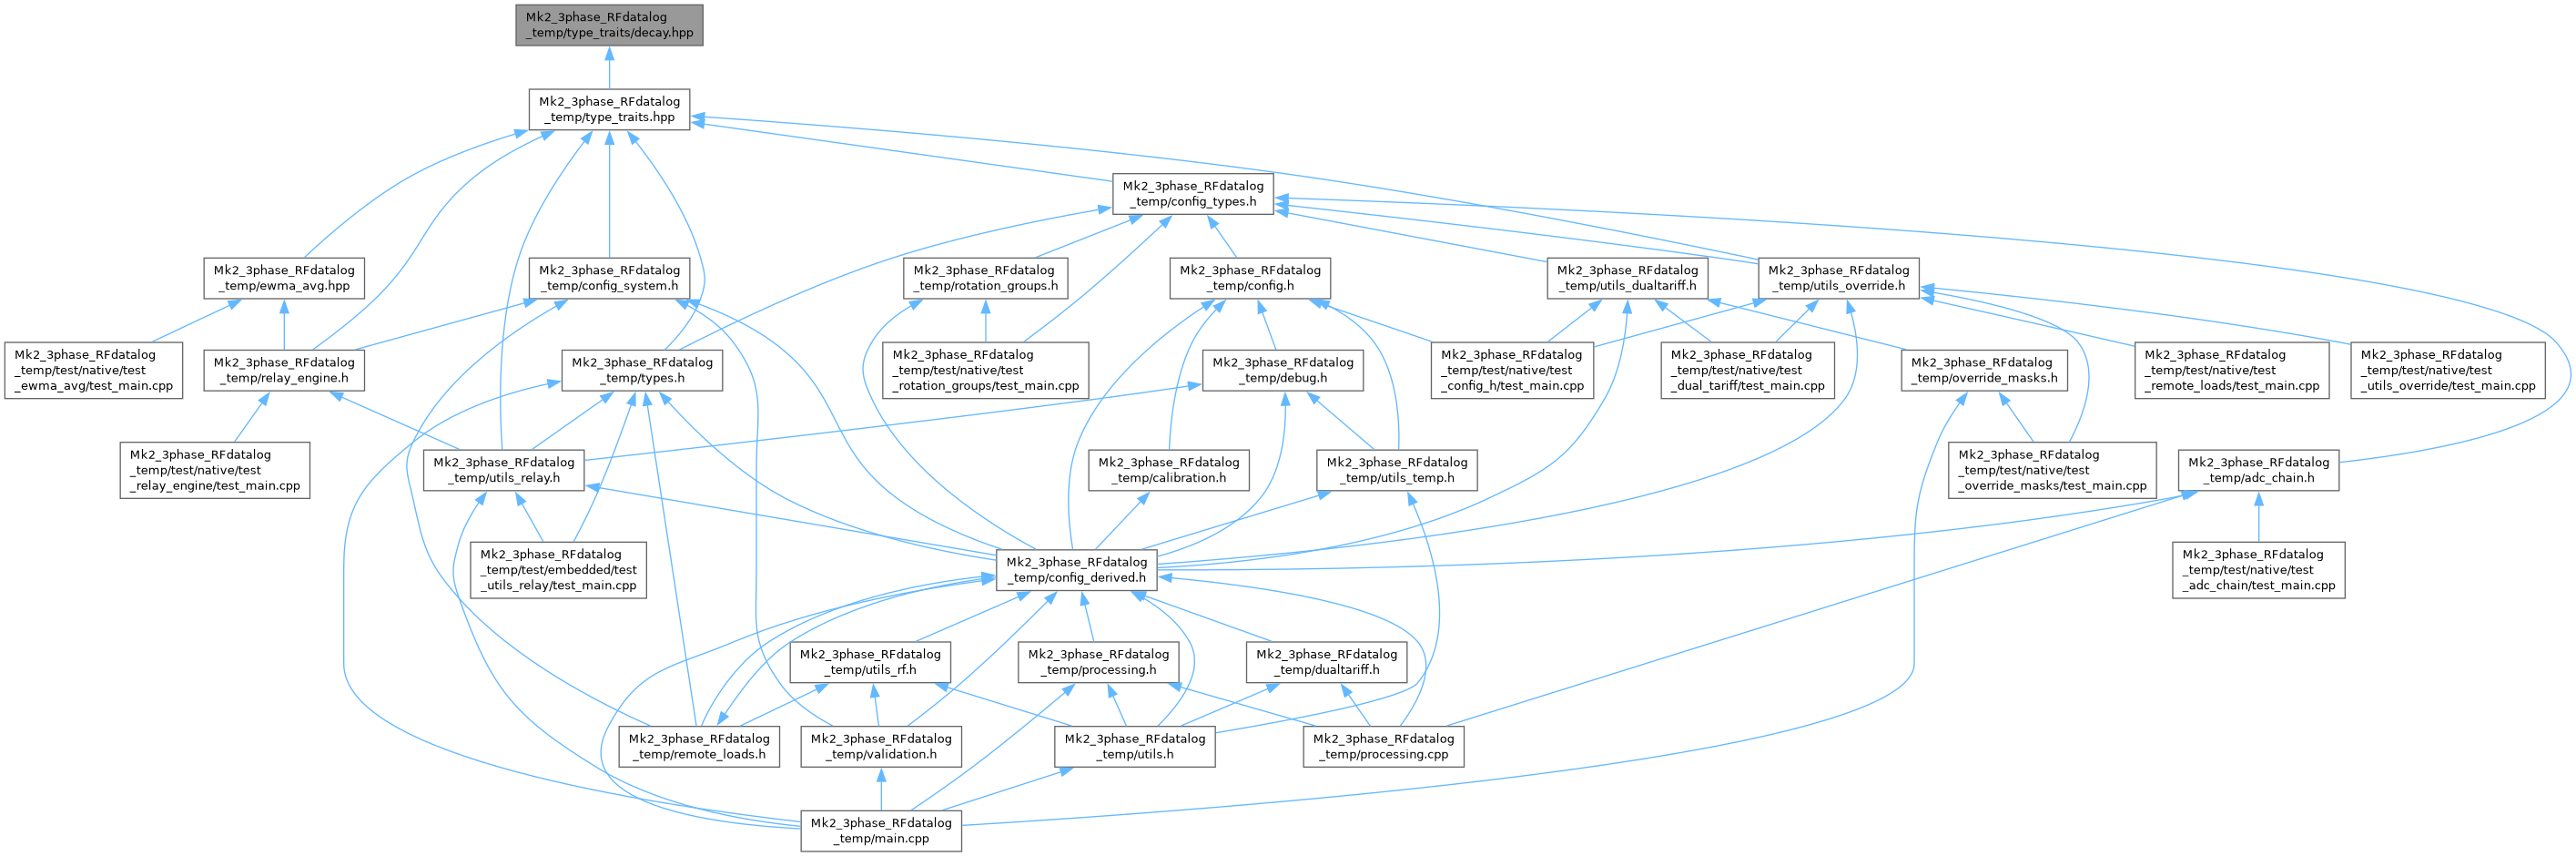 Mk2_3phase_RFdatalog
_temp/type_traits/decay.hpp
Mk2_3phase_RFdatalog
_temp/type_traits.hpp
Mk2_3phase_RFdatalog
_temp/config_types.h
Mk2_3phase_RFdatalog
_temp/ewma_avg.hpp
Mk2_3phase_RFdatalog
_temp/config_system.h
Mk2_3phase_RFdatalog
_temp/rotation_groups.h
Mk2_3phase_RFdatalog
_temp/config.h
Mk2_3phase_RFdatalog
_temp/utils_dualtariff.h
Mk2_3phase_RFdatalog
_temp/utils_override.h
Mk2_3phase_RFdatalog
_temp/test/native/test
_ewma_avg/test_main.cpp
Mk2_3phase_RFdatalog
_temp/relay_engine.h
Mk2_3phase_RFdatalog
_temp/types.h
Mk2_3phase_RFdatalog
_temp/test/native/test
_rotation_groups/test_main.cpp
Mk2_3phase_RFdatalog
_temp/debug.h
Mk2_3phase_RFdatalog
_temp/test/native/test
_config_h/test_main.cpp
Mk2_3phase_RFdatalog
_temp/test/native/test
_dual_tariff/test_main.cpp
Mk2_3phase_RFdatalog
_temp/override_masks.h
Mk2_3phase_RFdatalog
_temp/test/native/test
_remote_loads/test_main.cpp
Mk2_3phase_RFdatalog
_temp/test/native/test
_utils_override/test_main.cpp
Mk2_3phase_RFdatalog
_temp/test/native/test
_relay_engine/test_main.cpp
Mk2_3phase_RFdatalog
_temp/utils_relay.h
Mk2_3phase_RFdatalog
_temp/calibration.h
Mk2_3phase_RFdatalog
_temp/utils_temp.h
Mk2_3phase_RFdatalog
_temp/test/native/test
_override_masks/test_main.cpp
Mk2_3phase_RFdatalog
_temp/adc_chain.h
Mk2_3phase_RFdatalog
_temp/test/embedded/test
_utils_relay/test_main.cpp
Mk2_3phase_RFdatalog
_temp/config_derived.h
Mk2_3phase_RFdatalog
_temp/test/native/test
_adc_chain/test_main.cpp
Mk2_3phase_RFdatalog
_temp/utils_rf.h
Mk2_3phase_RFdatalog
_temp/processing.h
Mk2_3phase_RFdatalog
_temp/dualtariff.h
Mk2_3phase_RFdatalog
_temp/remote_loads.h
Mk2_3phase_RFdatalog
_temp/validation.h
Mk2_3phase_RFdatalog
_temp/utils.h
Mk2_3phase_RFdatalog
_temp/processing.cpp
Mk2_3phase_RFdatalog
_temp/main.cpp